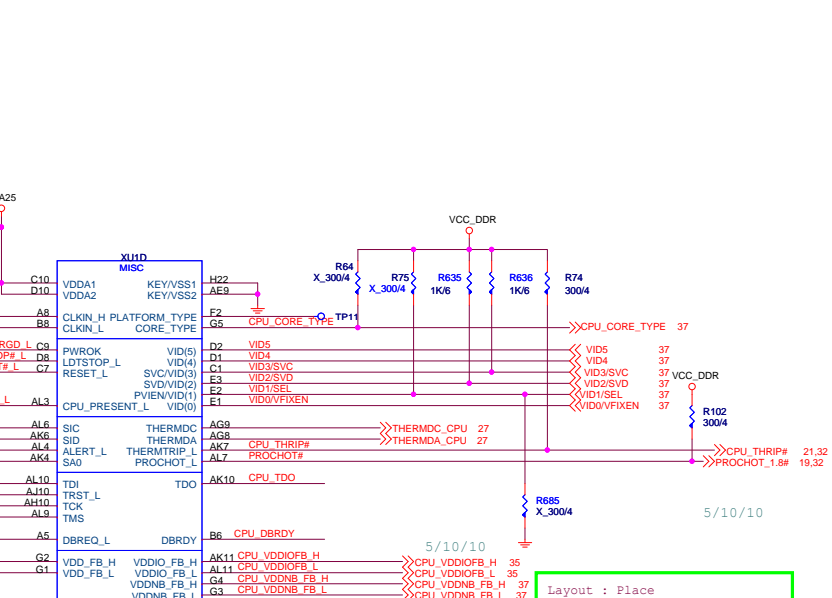 A25
VCC_DDR
XU1D
MISC
R64
X_300/4
R75
X_300/4
R635
1K/6
R636
1K/6
R74
300/4
C10 VDDA1 KEY/VSS1 H22
D10 VDDA2 KEY/VSS2 AE9
A8 CLKIN_H PLATFORM_TYPE F2 TP11
B8 CLKIN_L CORE_TYPE G5 CPU_CORE_TYPE CPU_CORE_TYPE 37
RGD_L C9 PWROK VID(5) D2 VID5 VID5 37
OP#_L D8 LDTSTOP_L VID(4) D1 VID4 VID4 37
T#_L C7 RESET_L SVC/VID(3) C1 VID3/SVC VID3/SVC 37
SVD/VID(2) E3 VID2/SVD VID2/SVD 37
PVIEN/VID(1) E2 VID1/SEL VID1/SEL 37
_L AL3 CPU_PRESENT_L VID(0) E1 VID0/VFIXEN VID0/VFIXEN 37
VCC_DDR
R102
300/4
AL6 SIC THERMDC AG9 THERMDC_CPU 27
AK6 SID THERMDA AG8 THERMDA_CPU 27
AL4 ALERT_L THERMTRIP_L AK7 CPU_THRIP# CPU_THRIP# 21,32
AK4 SA0 PROCHOT_L AL7 PROCHOT# PROCHOT_1.8# 19,32
AL10 TDI TDO AK10 CPU_TDO
AJ10 TRST_L
AH10 TCK
AL9 TMS
R685
X_300/4
5/10/10
A5 DBREQ_L DBRDY B6 CPU_DBRDY
5/10/10
G2 VDD_FB_H VDDIO_FB_H AK11 CPU_VDDIOFB_H CPU_VDDIOFB_H 35
G1 VDD_FB_L VDDIO_FB_L AL11 CPU_VDDIOFB_L CPU_VDDIOFB_L 35
VDDNB_FB_H G4 CPU_VDDNB_FB_H CPU_VDDNB_FB_H 37
VDDNB_FB_L G3 CPU_VDDNB_FB_L CPU_VDDNB_FB_L 37
Layout : Place